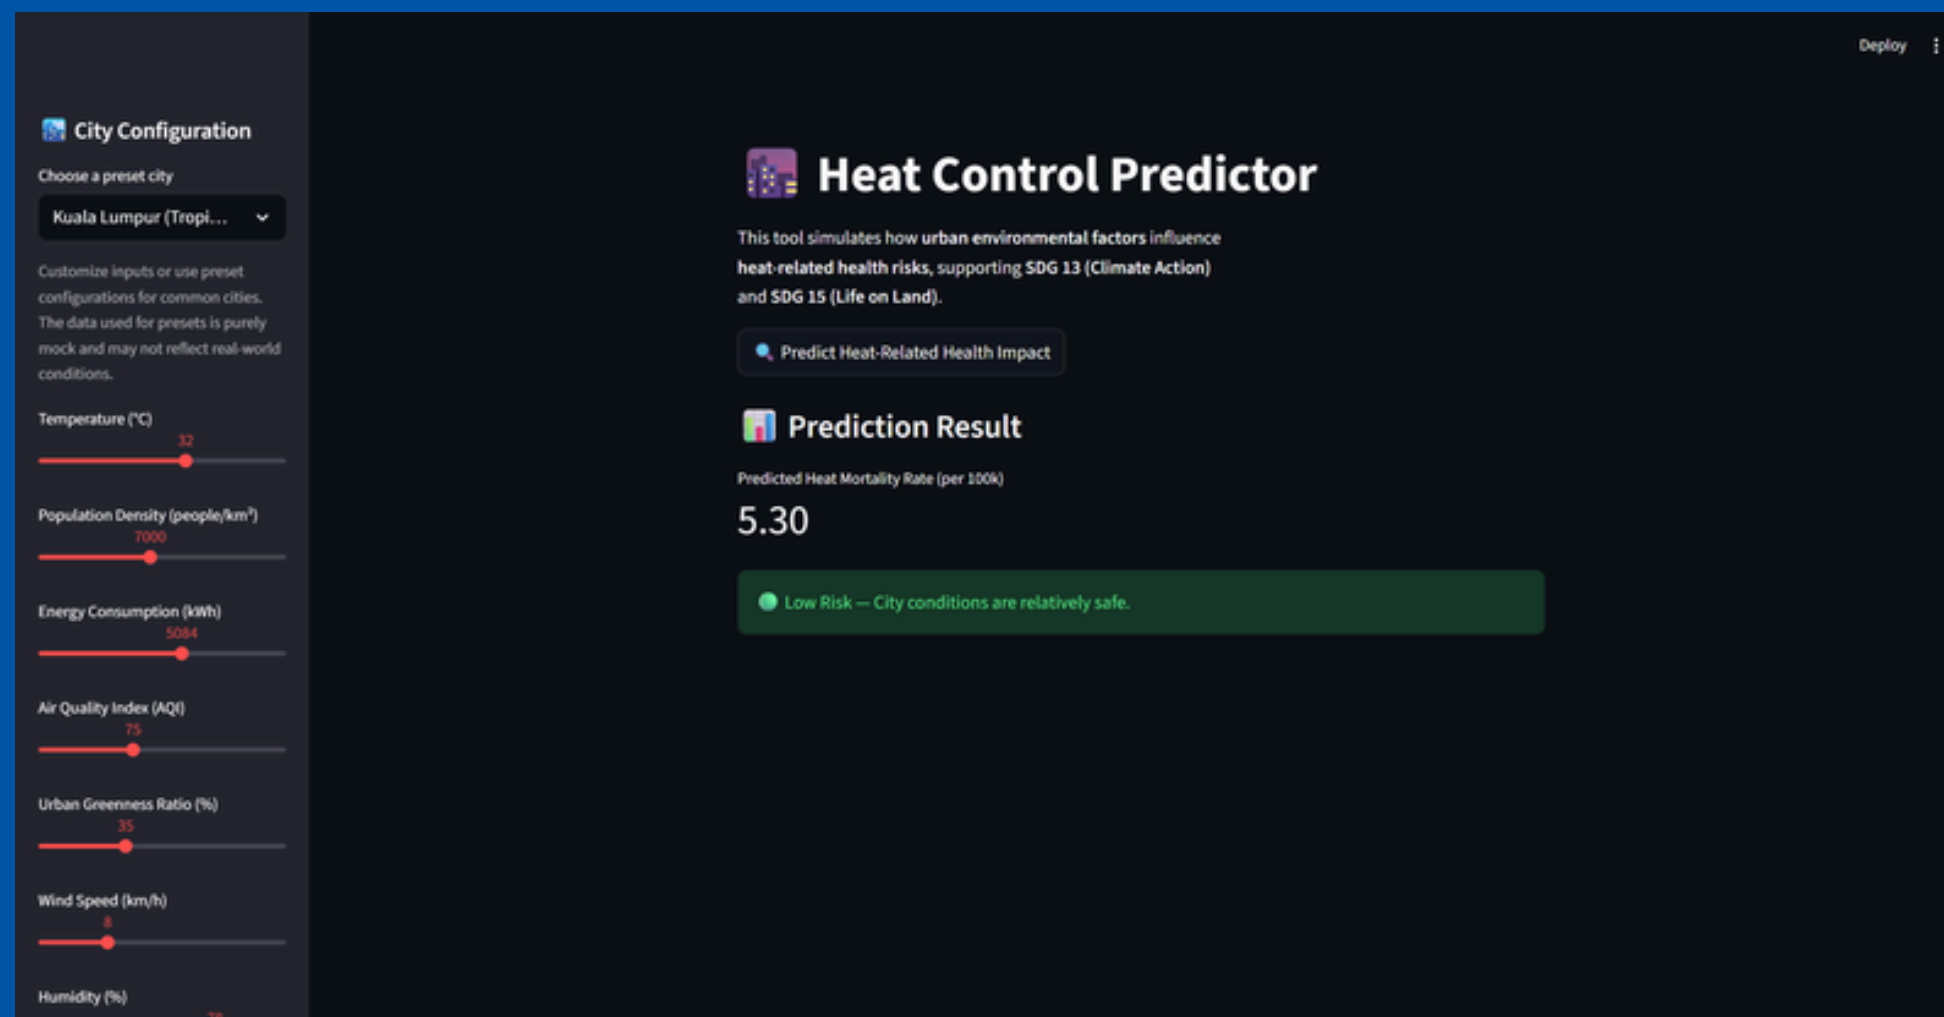 Deploy
City Configuration
Choose a preset city
Kuala Lumpur (Tropi...
Customize inputs or use preset
configurations for common cities.
The data used for presets is purely
mock and may not reflect real-world
conditions.
Temperature (°C)
32
Population Density (people/km²)
7000
Energy Consumption (kWh)
5084
Air Quality Index (AQI)
75
Urban Greenness Ratio (%)
35
Wind Speed (km/h)
8
Humidity (%)
Heat Control Predictor
This tool simulates how urban environmental factors influence
heat-related health risks, supporting SDG 13 (Climate Action)
and SDG 15 (Life on Land).
Predict Heat-Related Health Impact
Prediction Result
Predicted Heat Mortality Rate (per 100k)
5.30
Low Risk — City conditions are relatively safe.